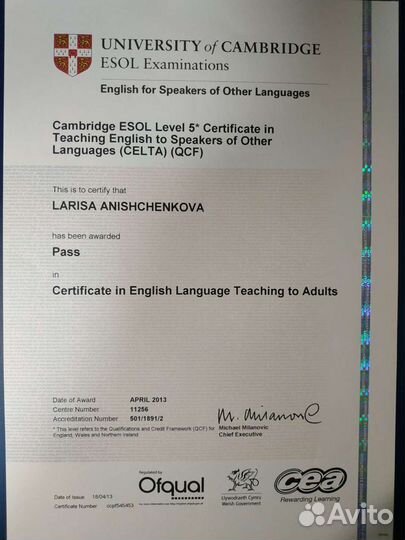 UNIVERSITY of CAMBRIDGE
ESOL Examinations
English for Speakers of Other Languages
Cambridge ESOL Level 5* Certificate in
Teaching English to Speakers of Other
Languages (CELTA) (QCF)
This is to certify that
LARISA ANISHCHENKOVA
has been awarded
Pass
in
Certificate in English Language Teaching to Adults
Date of Award APRIL 2013
Centre Number 11256
Accreditation Number 501/1891/2
* This level refers to the Qualifications and Credit Framework (QCF) for
England, Wales and Northern Ireland
M. Milanovic
Michael Milanovic
Chief Executive
Regulated by
Ofqual
Llywodraeth Cymru
Welsh Government
cea
Rewarding Learning
Date of Issue 18/04/13
Certificate Number ccpf545453
Avito